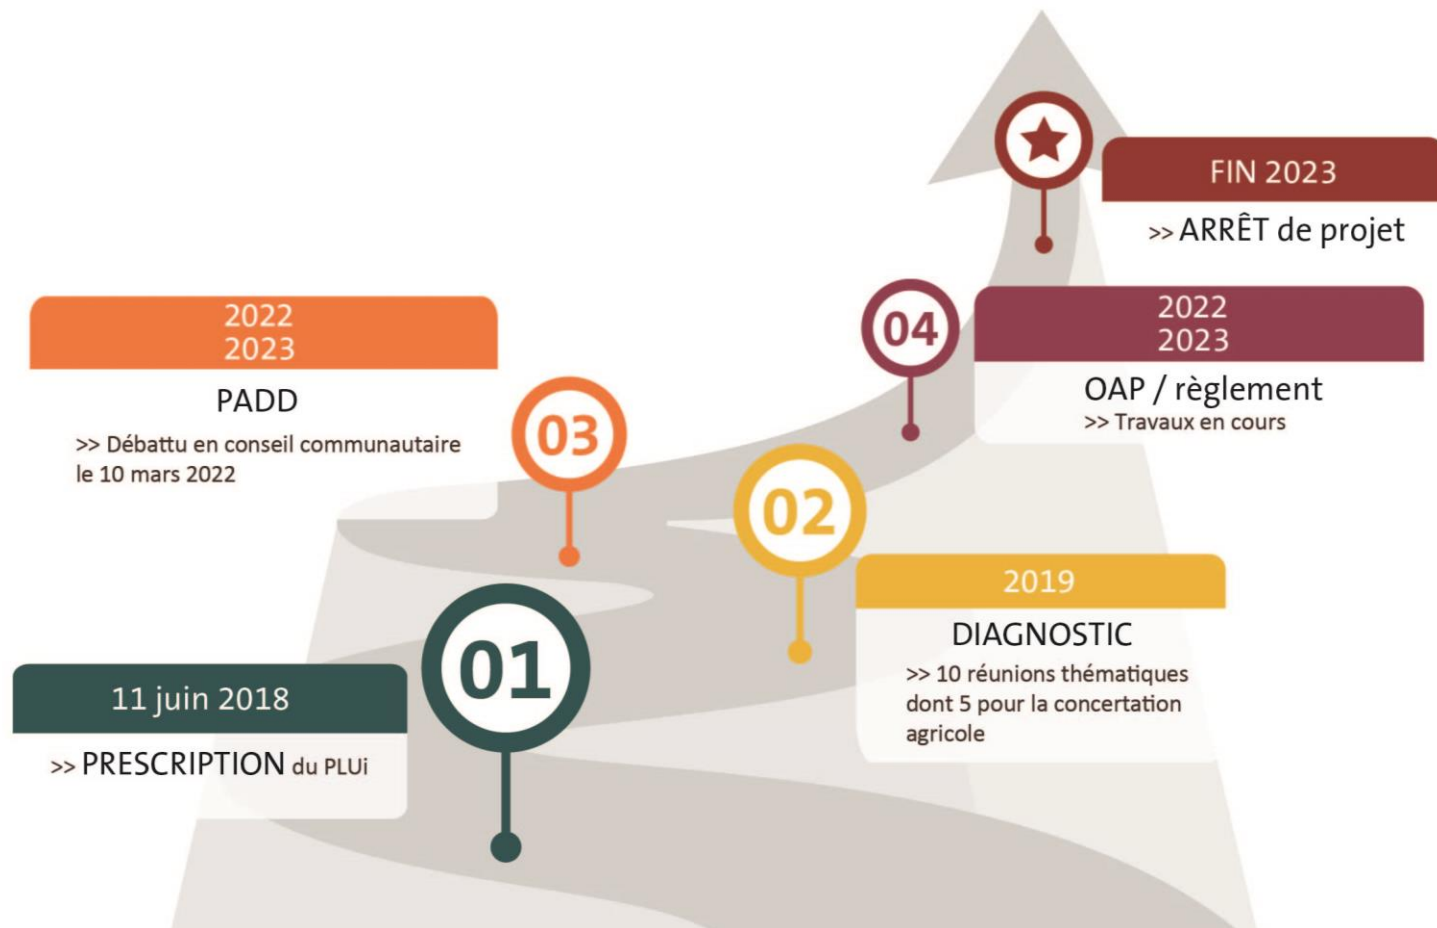 01
11 juin 2018
>> PRESCRIPTION du PLUi
02
2019
DIAGNOSTIC
>> 10 réunions thématiques
dont 5 pour la concertation
agricole
03
2022
2023
PADD
>> Débattu en conseil communautaire
le 10 mars 2022
04
2022
2023
OAP / règlement
>> Travaux en cours
FIN 2023
>> ARRÊT de projet